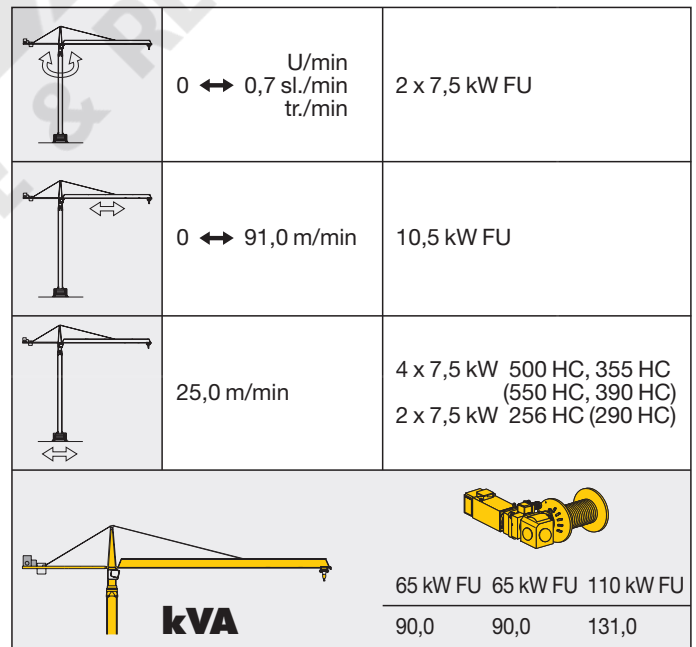 U/min
0 ↔ 0,7 sl./min
tr./min
2 x 7,5 kW FU
0 ↔ 91,0 m/min
10,5 kW FU
25,0 m/min
4 x 7,5 kW 500 HC, 355 HC
(550 HC, 390 HC)
2 x 7,5 kW 256 HC (290 HC)
kVA
65 kW FU 65 kW FU 110 kW FU
90,0 90,0 131,0